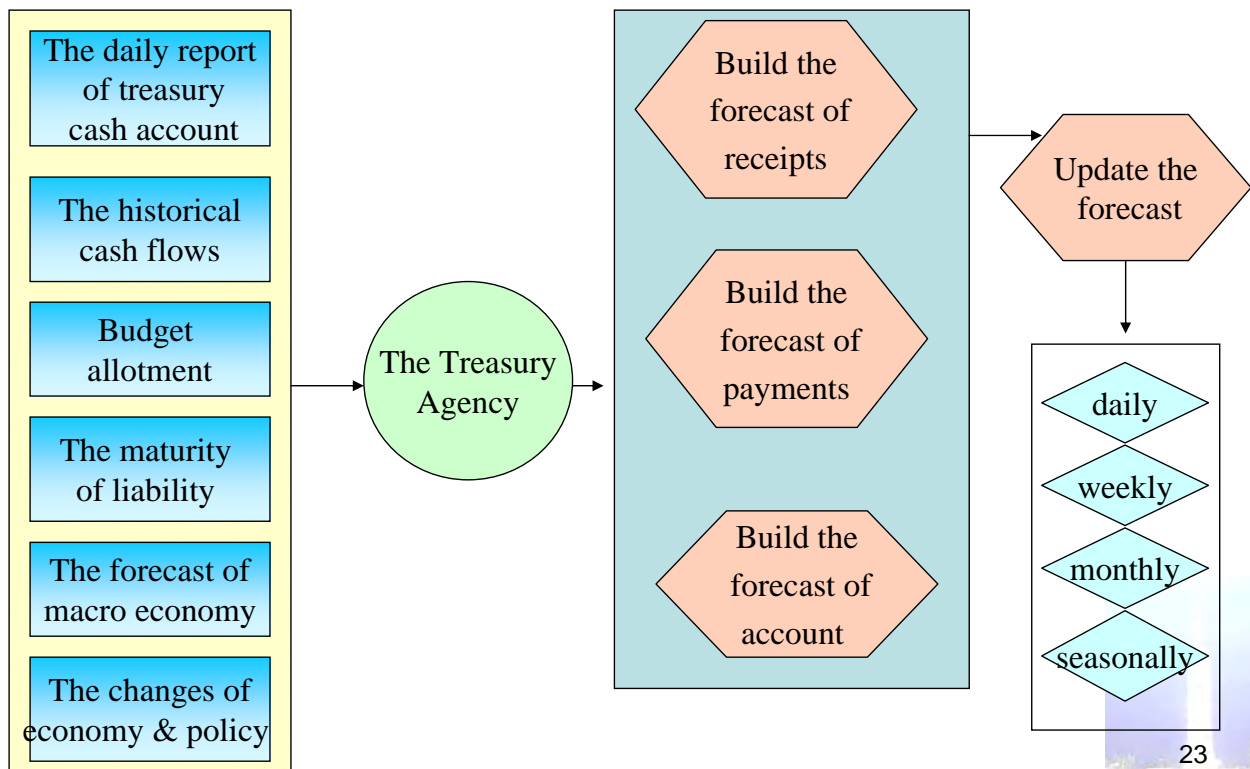 The daily report
of treasury
cash account
The historical
cash flows
Budget
allotment
The maturity
of liability
The forecast of
macro economy
The changes of
economy & policy
The Treasury
Agency
Build the
forecast of
receipts
Build the
forecast of
payments
Build the
forecast of
account
Update the
forecast
daily
weekly
monthly
seasonally
23